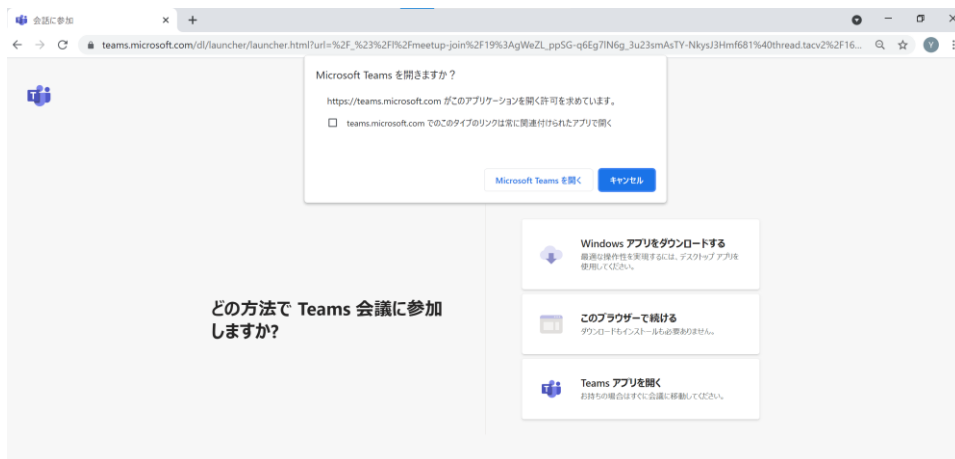 会話に参加
teams.microsoft.com/dl/launcher/launcher.html?url=%2F_%23%2Fl%2Fmeetup-join%2F19%3AgWeZL_ppSG-q6Eg7lN6g_3u23smAsTY-NkysJ3Hmf681%40thread.tacv2%2F16...
Y
Microsoft Teams を開きますか？
https://teams.microsoft.com がこのアプリケーションを開く許可を求めています。
teams.microsoft.com でのこのタイプのリンクは常に関連付けられたアプリで開く
Microsoft Teams を開く
キャンセル
どの方法で Teams 会議に参加
しますか?
Windows アプリをダウンロードする
最適な操作性を実現するには、デスクトップ アプリを
使用してください。
このブラウザーで続ける
ダウンロードもインストールも必要ありません。
Teams アプリを開く
お持ちの場合はすぐに会議に移動してください。